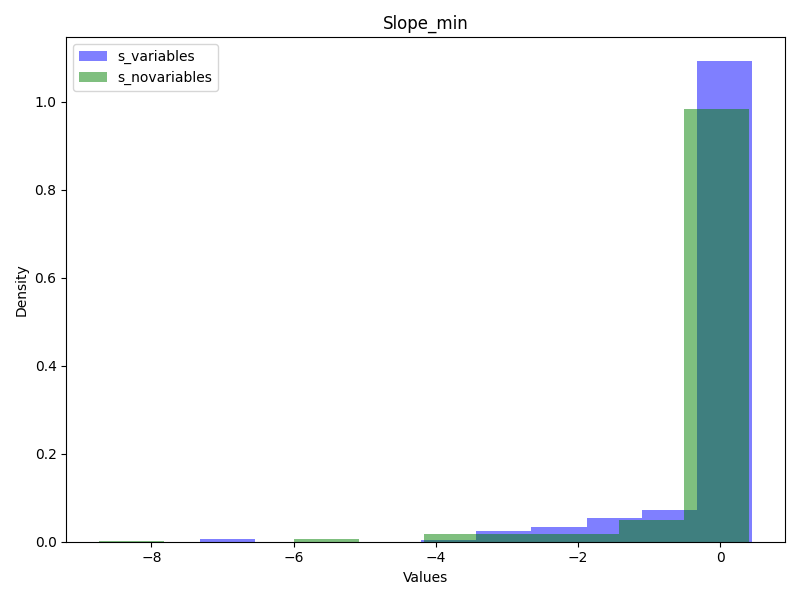 Slope_min
s_variables
s_novariables
Density
1.0
0.8
0.6
0.4
0.2
0.0
−8
−6
−4
−2
0
Values